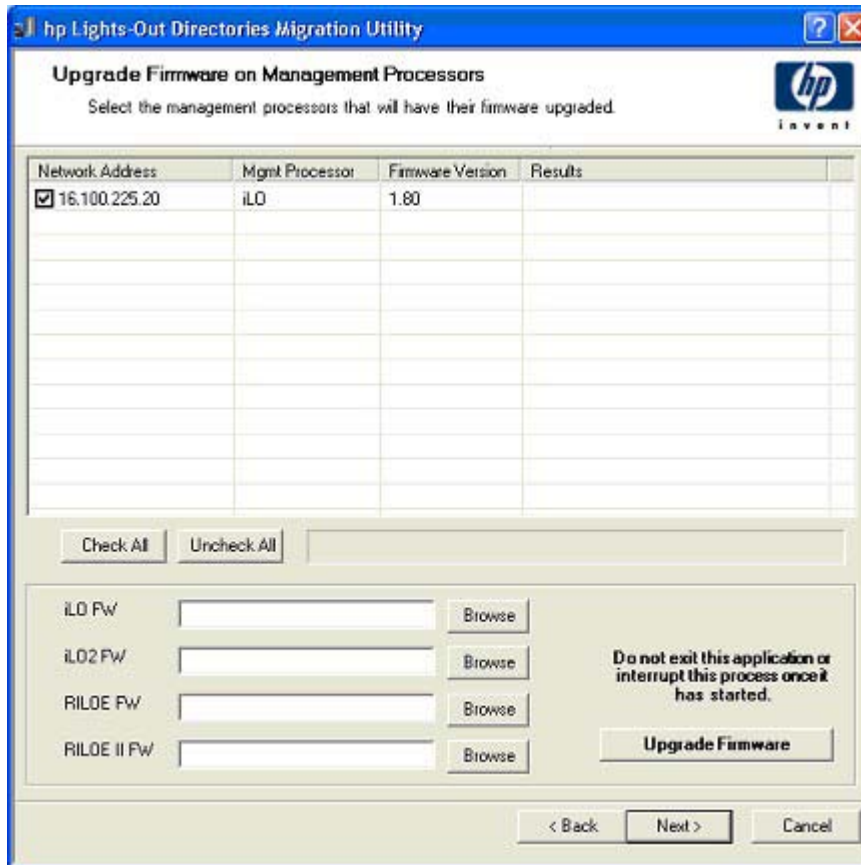 hp Lights-Out Directories Migration Utility
Upgrade Firmware on Management Processors
Select the management processors that will have their firmware upgraded.
hp
invent
Network Address Mgmt Processor Firmware Version Results
16.100.225.20 iLO 1.80
Check All Uncheck All
iLO FW Browse
iLO2 FW Browse
RILOE FW Browse
RILOE II FW Browse
Do not exit this application or
interrupt this process once it
has started.
Upgrade Firmware
< Back Next > Cancel